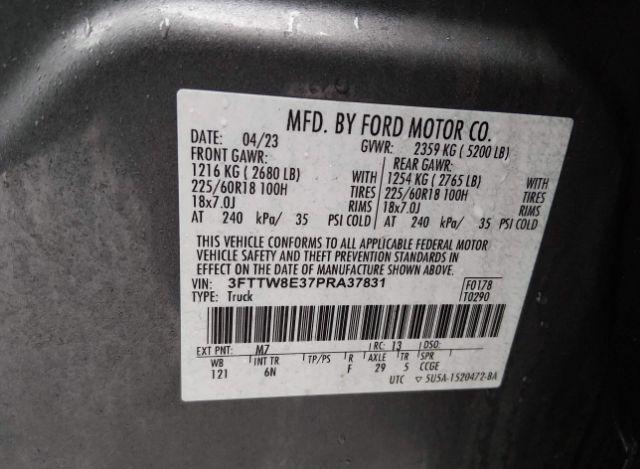 MFD. BY FORD MOTOR CO.
DATE: 04/23 GVWR: 2359 KG ( 5200 LB)
FRONT GAWR: REAR GAWR:
1216 KG ( 2680 LB) WITH 1254 KG ( 2765 LB) WITH
225/60R18 100H TIRES 225/60R18 100H TIRES
18x7.0J RIMS 18x7.0J RIMS
AT 240 kPa/ 35 PSI COLD AT 240 kPa/ 35 PSI COLD
THIS VEHICLE CONFORMS TO ALL APPLICABLE FEDERAL MOTOR
VEHICLE SAFETY AND THEFT PREVENTION STANDARDS IN
EFFECT ON THE DATE OF MANUFACTURE SHOWN ABOVE.
VIN: 3FTTW8E37PRA37831 F0178
TYPE: Truck T0290
EXT PNT: M7 RC: 13 DSO:
WB INT TR TP/PS R AXLE TR SPR
121 6N F 29 5 CCGE
UTC ▽ 5U5A-1520472-BA